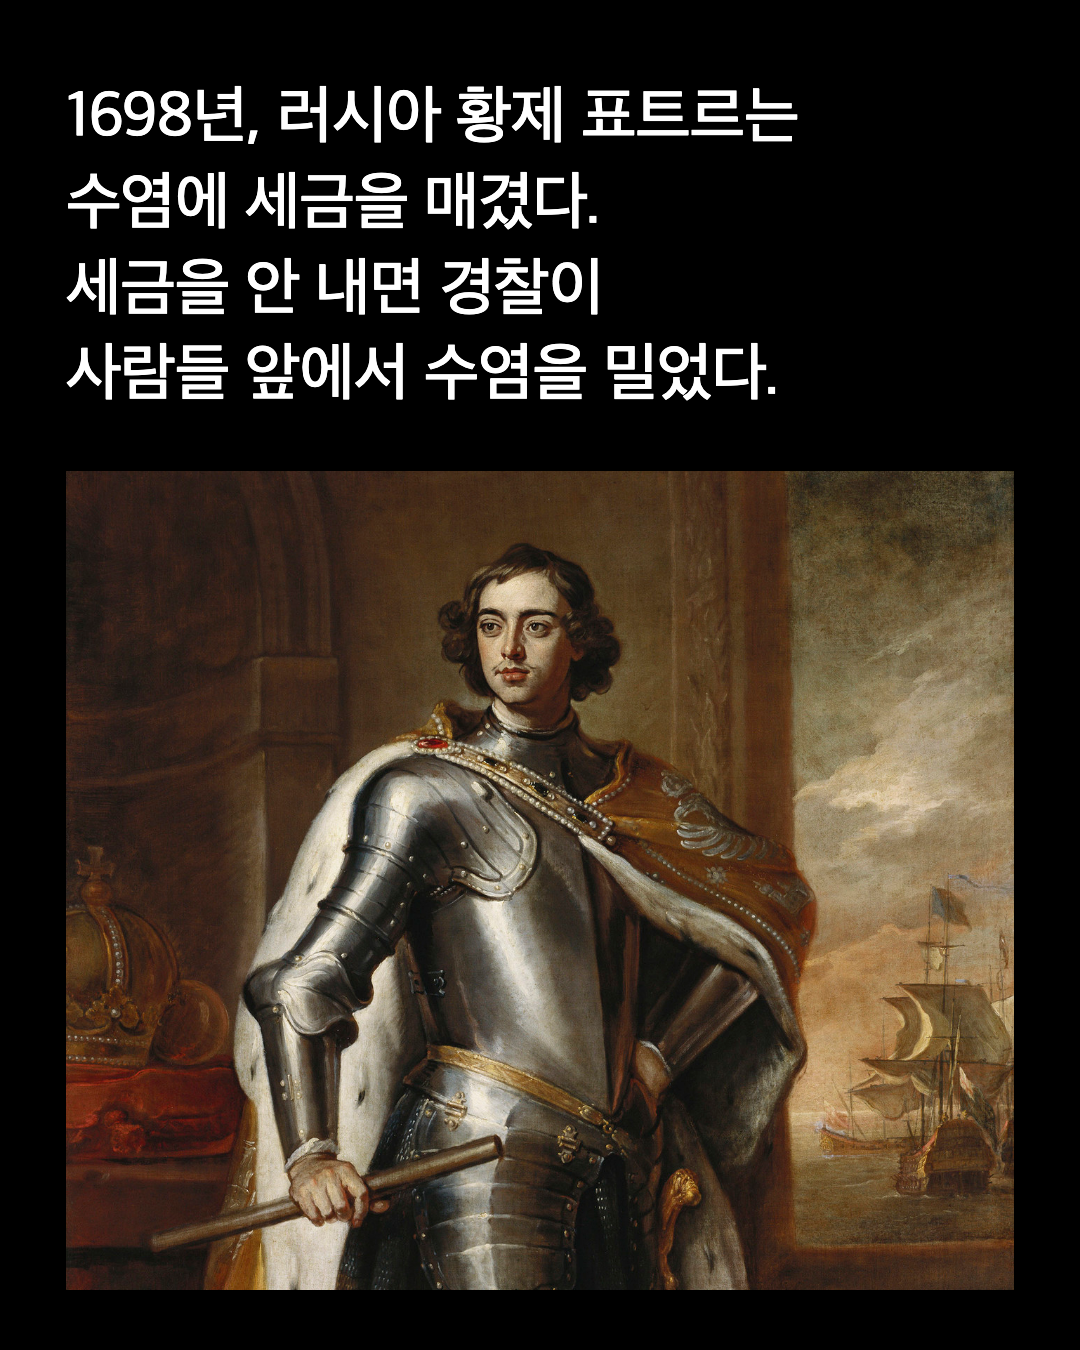 1698년, 러시아 황제 표트르는
수염에 세금을 매겼다.
세금을 안 내면 경찰이
사람들 앞에서 수염을 밀었다.